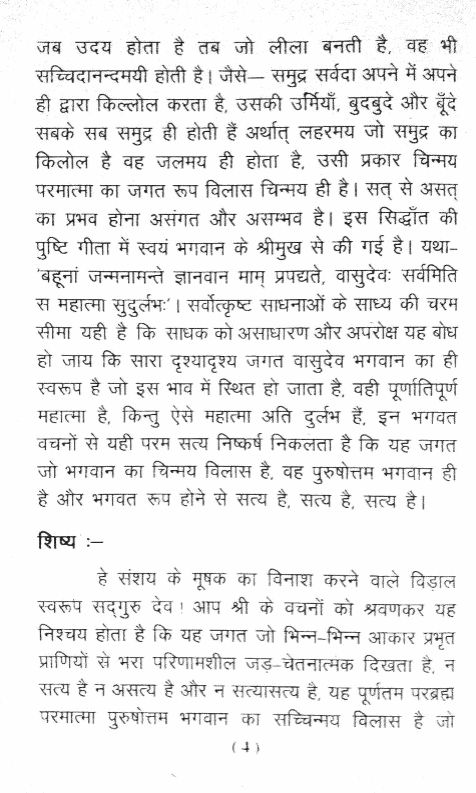 जब उदय होता है तब जो लीला बनती है, वह भी
सच्चिदानन्दमयी होती है। जैसे— समुद्र सर्वदा अपने में अपने
ही द्वारा किल्लोल करता है, उसकी उर्मियाँ, बुदबुदे और बूँदे
सबके सब समुद्र ही होती हैं अर्थात् लहरमय जो समुद्र का
किलोल है वह जलमय ही होता है, उसी प्रकार चिन्मय
परमात्मा का जगत रूप विलास चिन्मय ही है। सत् से असत्
का प्रभव होना असंगत और असम्भव है। इस सिद्धाँत की
पुष्टि गीता में स्वयं भगवान के श्रीमुख से की गई है। यथा-
'बहूनां जन्मनामन्ते ज्ञानवान माम् प्रपद्यते, वासुदेवः सर्वमिति
स महात्मा सुदुर्लभः'। सर्वोत्कृष्ट साधनाओं के साध्य की चरम
सीमा यही है कि साधक को असाधारण और अपरोक्ष यह बोध
हो जाय कि सारा दृश्यादृश्य जगत वासुदेव भगवान का ही
स्वरूप है जो इस भाव में स्थित हो जाता है, वही पूर्णातिपूर्ण
महात्मा है, किन्तु ऐसे महात्मा अति दुर्लभ हैं, इन भगवत
वचनों से यही परम सत्य निष्कर्ष निकलता है कि यह जगत
जो भगवान का चिन्मय विलास है, वह पुरुषोत्तम भगवान ही
है और भगवत रूप होने से सत्य है, सत्य है, सत्य है।
शिष्य :–
हे संशय के मूषक का विनाश करने वाले विड़ाल
स्वरूप सद्‌गुरु देव! आप श्री के वचनों को श्रवणकर यह
निश्चय होता है कि यह जगत जो भिन्न-भिन्न आकार प्रभृत
प्राणियों से भरा परिणामशील जड़-चेतनात्मक दिखता है, न
सत्य है न असत्य है और न सत्यासत्य है, यह पूर्णतम परब्रह्म
परमात्मा पुरुषोत्तम भगवान का सच्चिन्मय विलास है जो
(4)